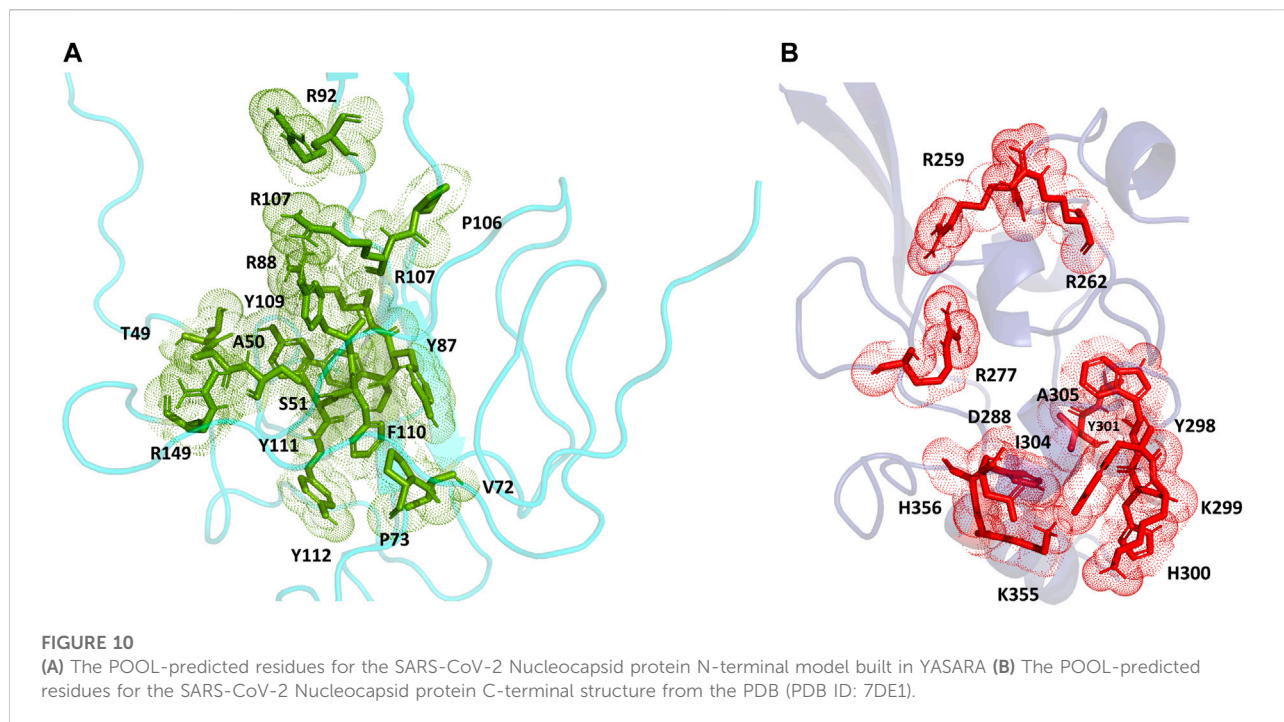 A
B
R92
R107
P106
R88
R107
Y109
T49
A50
Y87
S51
R149
Y111
F110
V72
P73
Y112
R259
R262
R277
A305
D288
Y301
Y298
I304
H356
K299
H300
K355
FIGURE 10
(A) The POOL-predicted residues for the SARS-CoV-2 Nucleocapsid protein N-terminal model built in YASARA (B) The POOL-predicted
residues for the SARS-CoV-2 Nucleocapsid protein C-terminal structure from the PDB (PDB ID: 7DE1).